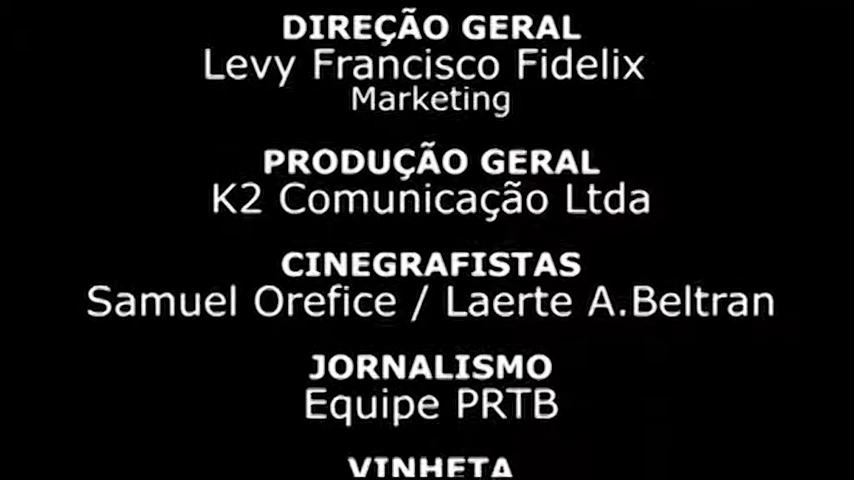 DIREÇÃO GERAL
Levy Francisco Fidelix
Marketing
PRODUÇÃO GERAL
K2 Comunicação Ltda
CINEGRAFISTAS
Samuel Orefice / Laerte A.Beltran
JORNALISMO
Equipe PRTB
VINHETA